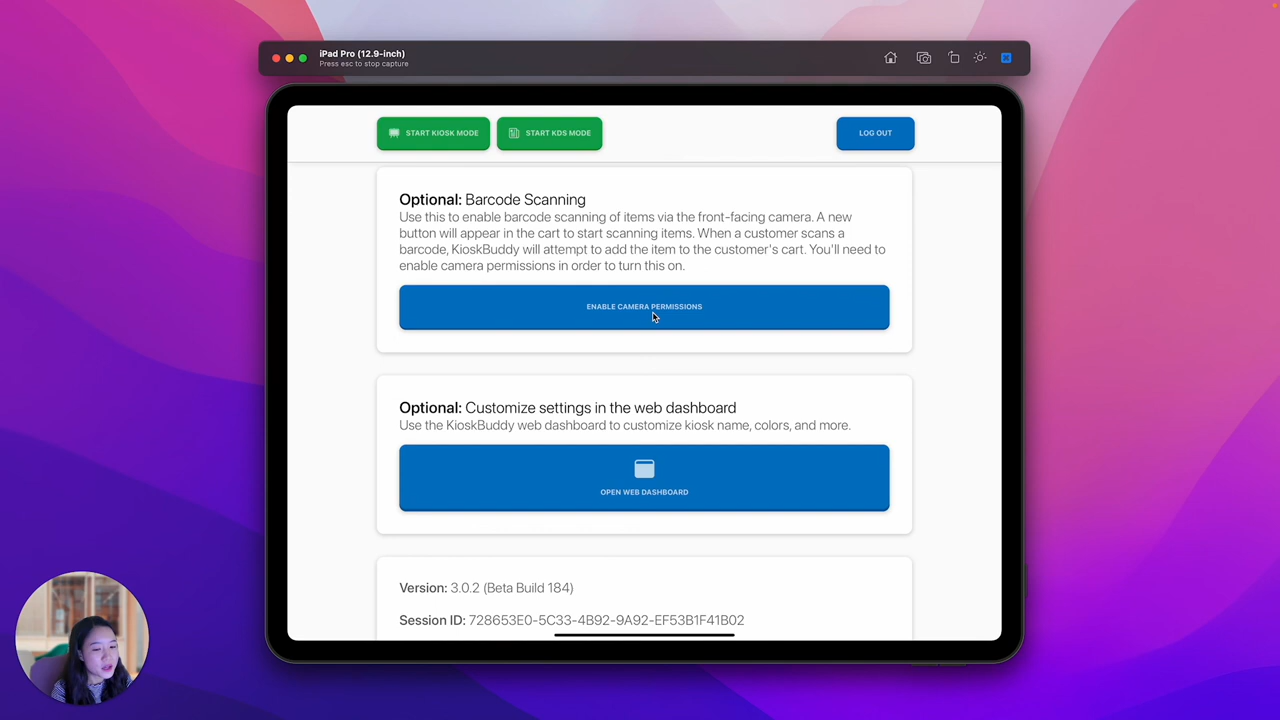 iPad Pro (12.9-inch)
Press esc to stop capture
START KIOSK MODE
START KDS MODE
LOG OUT
Optional: Barcode Scanning
Use this to enable barcode scanning of items via the front-facing camera. A new
button will appear in the cart to start scanning items. When a customer scans a
barcode, KioskBuddy will attempt to add the item to the customer's cart. You'll need to
enable camera permissions in order to turn this on.
ENABLE CAMERA PERMISSIONS
Optional: Customize settings in the web dashboard
Use the KioskBuddy web dashboard to customize kiosk name, colors, and more.
OPEN WEB DASHBOARD
Version: 3.0.2 (Beta Build 184)
Session ID: 728653E0-5C33-4B92-9A92-EF53B1F41B02